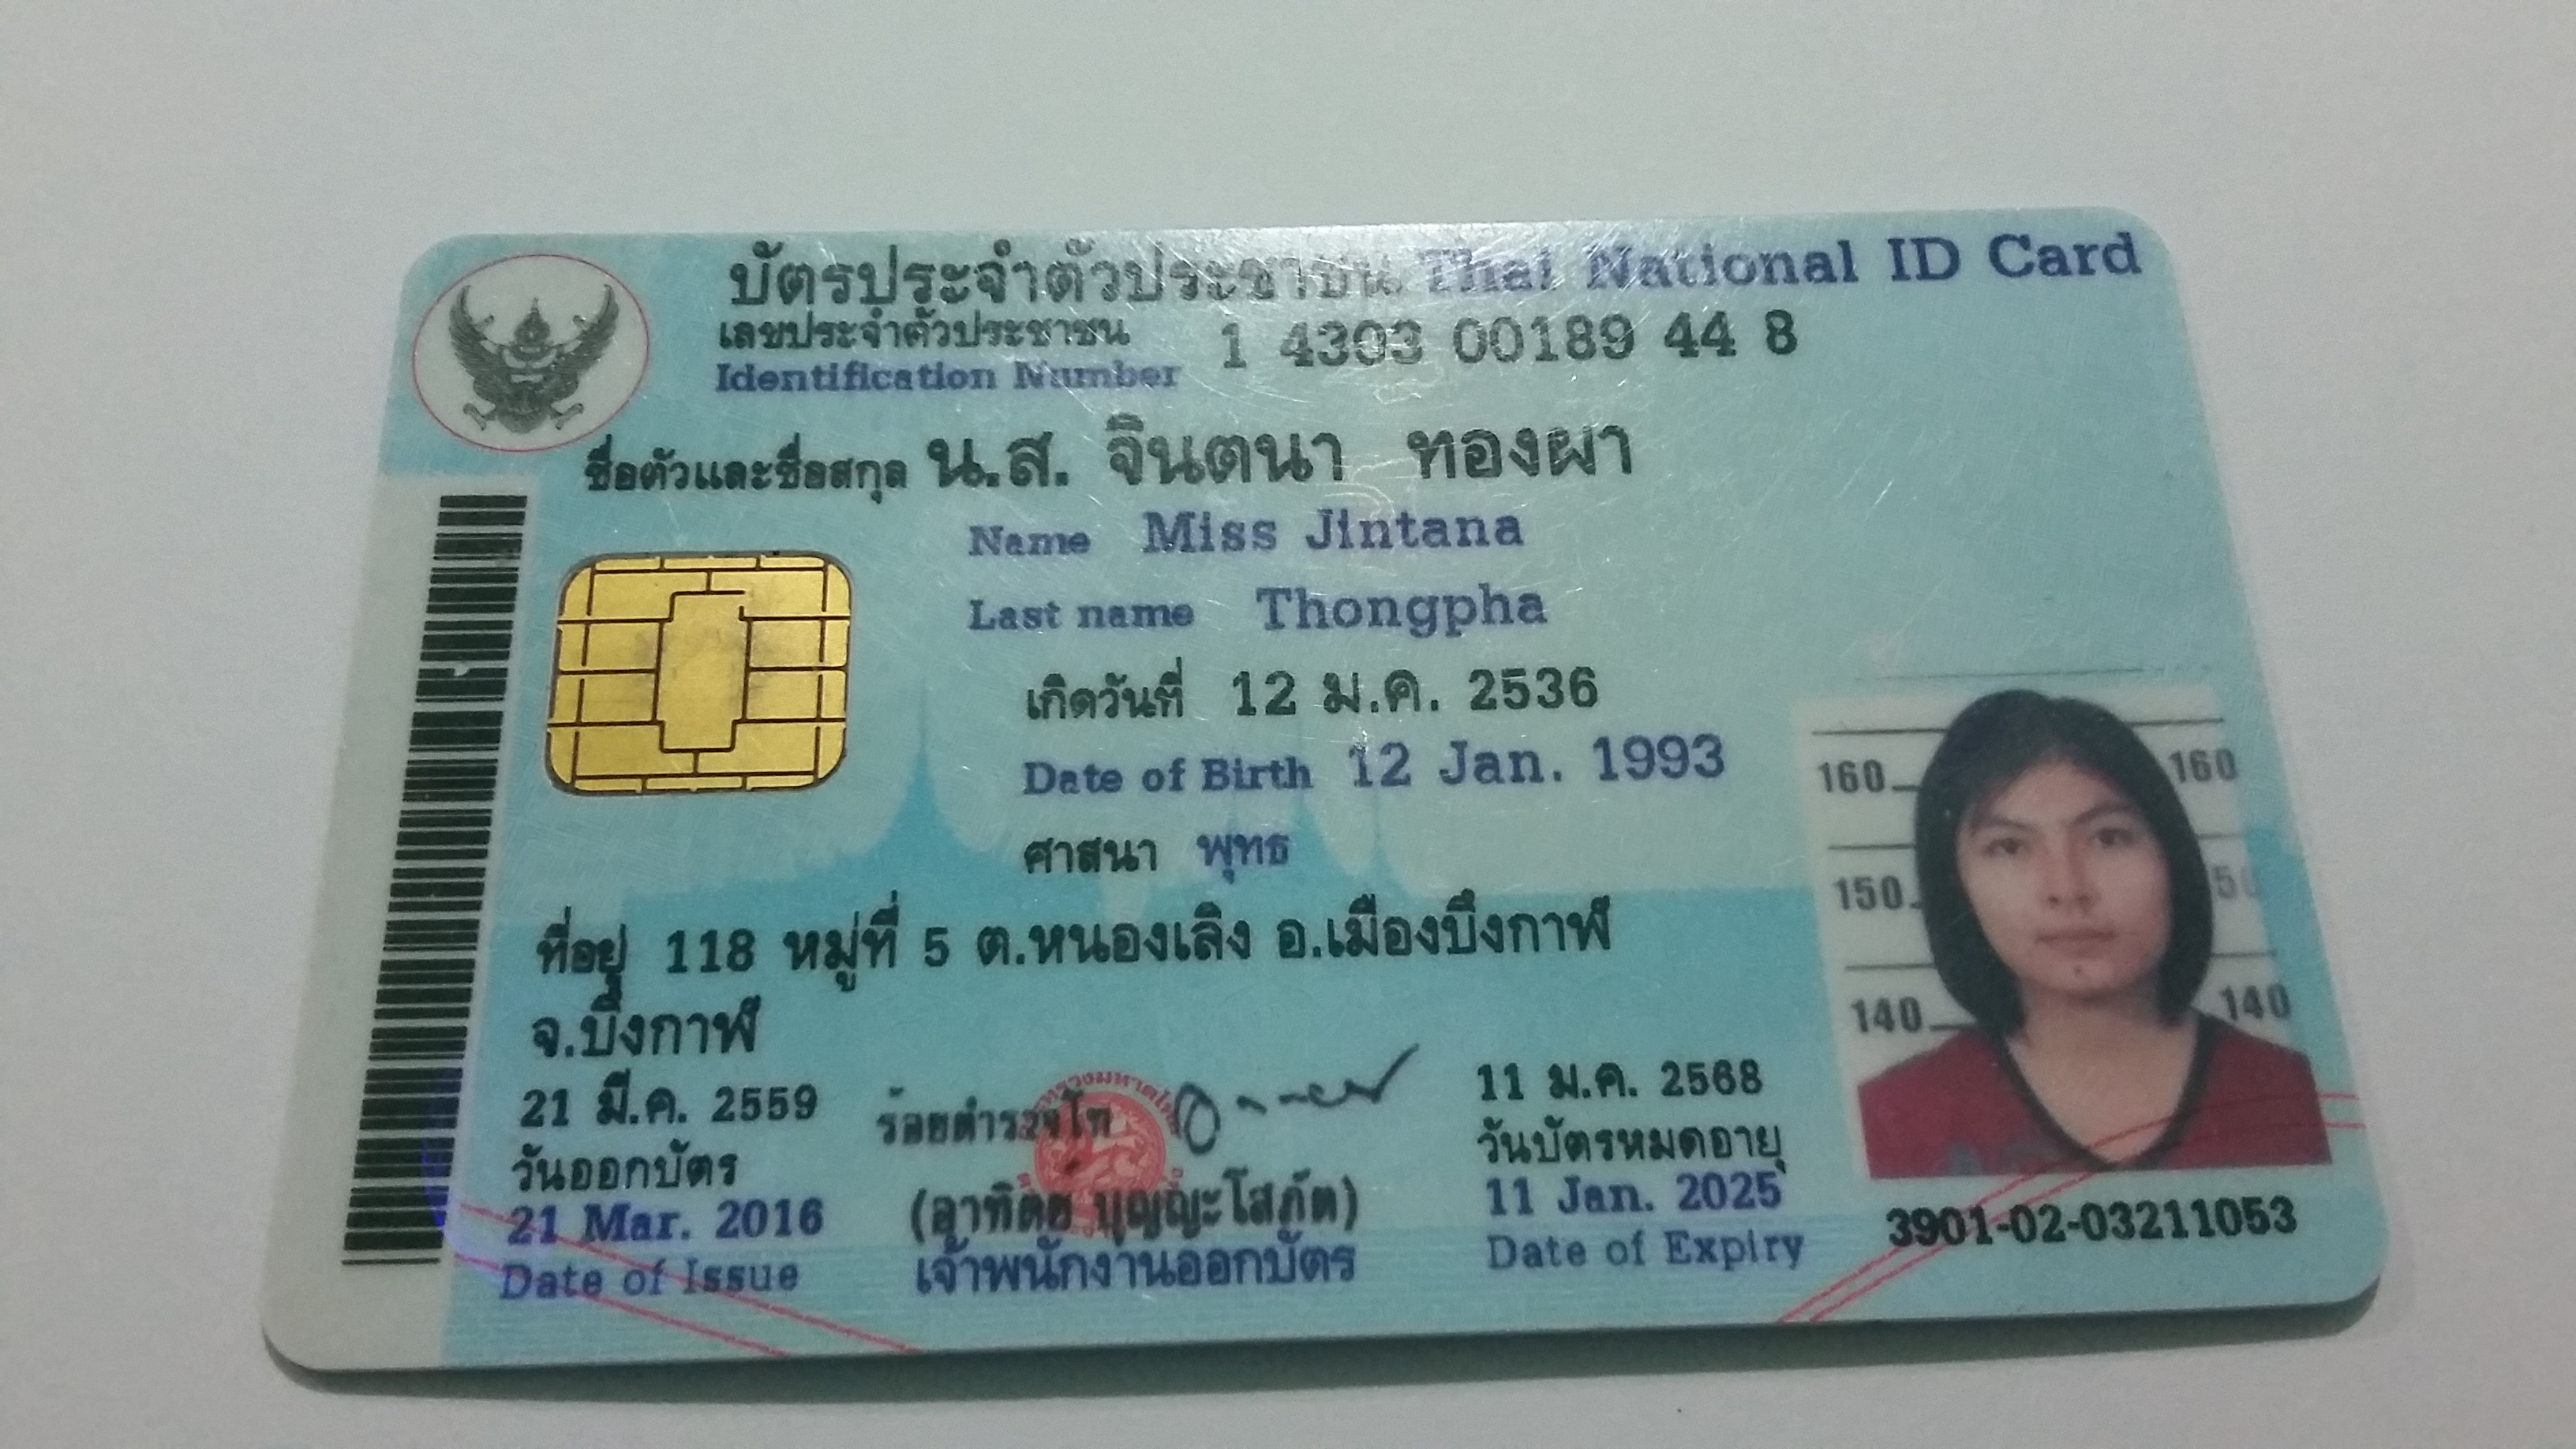 บัตรประจำตัวประชาชน Thai National ID Card
เลขประจำตัวประชาชน
Identification Number 1 4303 00189 44 8
ชื่อตัวและชื่อสกุล น.ส. จินตนา ทองผา
Name Miss Jintana
Last name Thongpha
เกิดวันที่ 12 ม.ค. 2536
Date of Birth 12 Jan. 1993
ศาสนา พุทธ
ที่อยู่ 118 หมู่ที่ 5 ต.หนองเลิง อ.เมืองบึงกาฬ
จ.บึงกาฬ
21 มี.ค. 2559
วันออกบัตร
21 Mar. 2016
Date of Issue
ร้อยตำรวจโท
(อาทิตย์ บุญญะโสภัต)
เจ้าพนักงานออกบัตร
11 ม.ค. 2568
วันบัตรหมดอายุ
11 Jan. 2025
Date of Expiry
160 160
150
140 140
3901-02-03211053